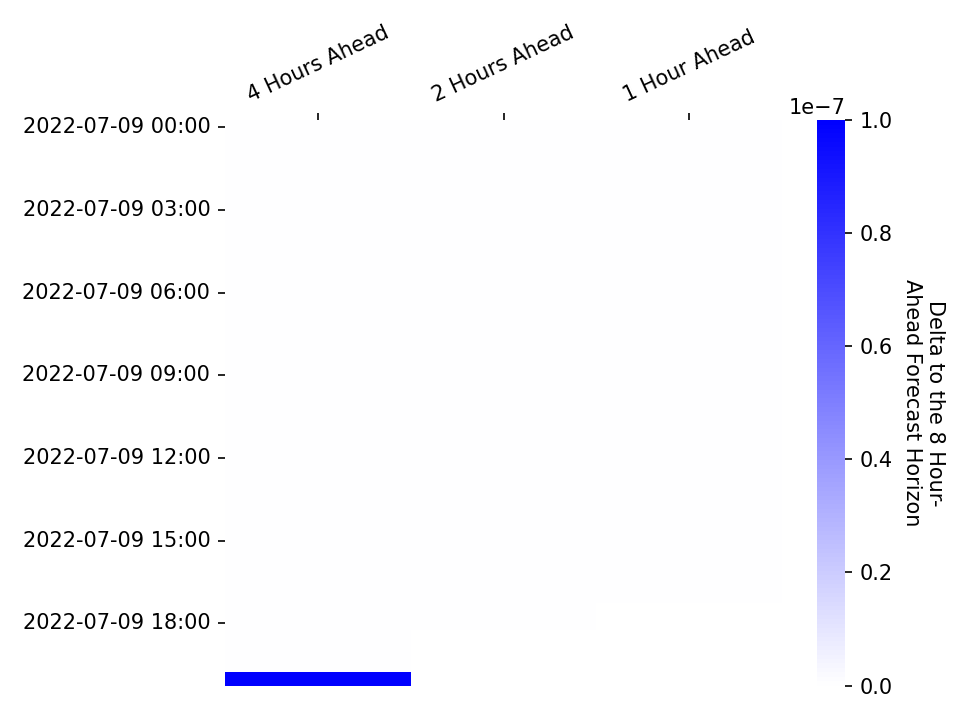 4 Hours Ahead
2 Hours Ahead
1 Hour Ahead
1e−7
2022-07-09 00:00
2022-07-09 03:00
2022-07-09 06:00
2022-07-09 09:00
2022-07-09 12:00
2022-07-09 15:00
2022-07-09 18:00
1.0
0.8
0.6
0.4
0.2
0.0
Delta to the 8 Hour-
Ahead Forecast Horizon